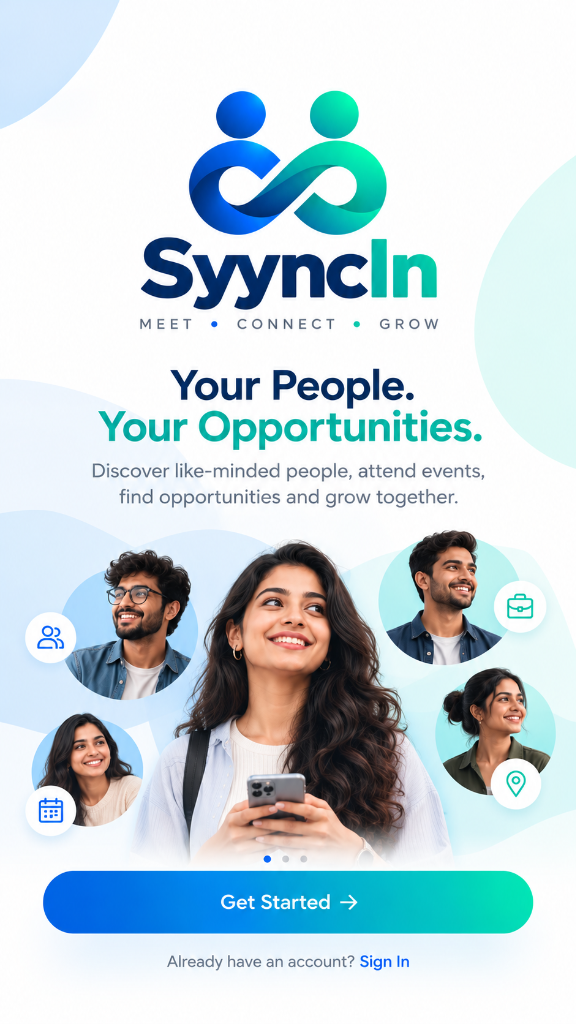 SyyncIn
MEET • CONNECT • GROW
Your People.
Your Opportunities.
Discover like-minded people, attend events,
find opportunities and grow together.
Get Started →
Already have an account? Sign In